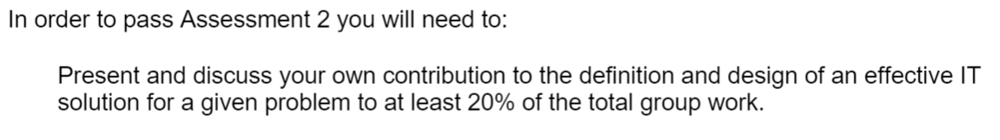 In order to pass Assessment 2 you will need to:
Present and discuss your own contribution to the definition and design of an effective IT
solution for a given problem to at least 20% of the total group work.